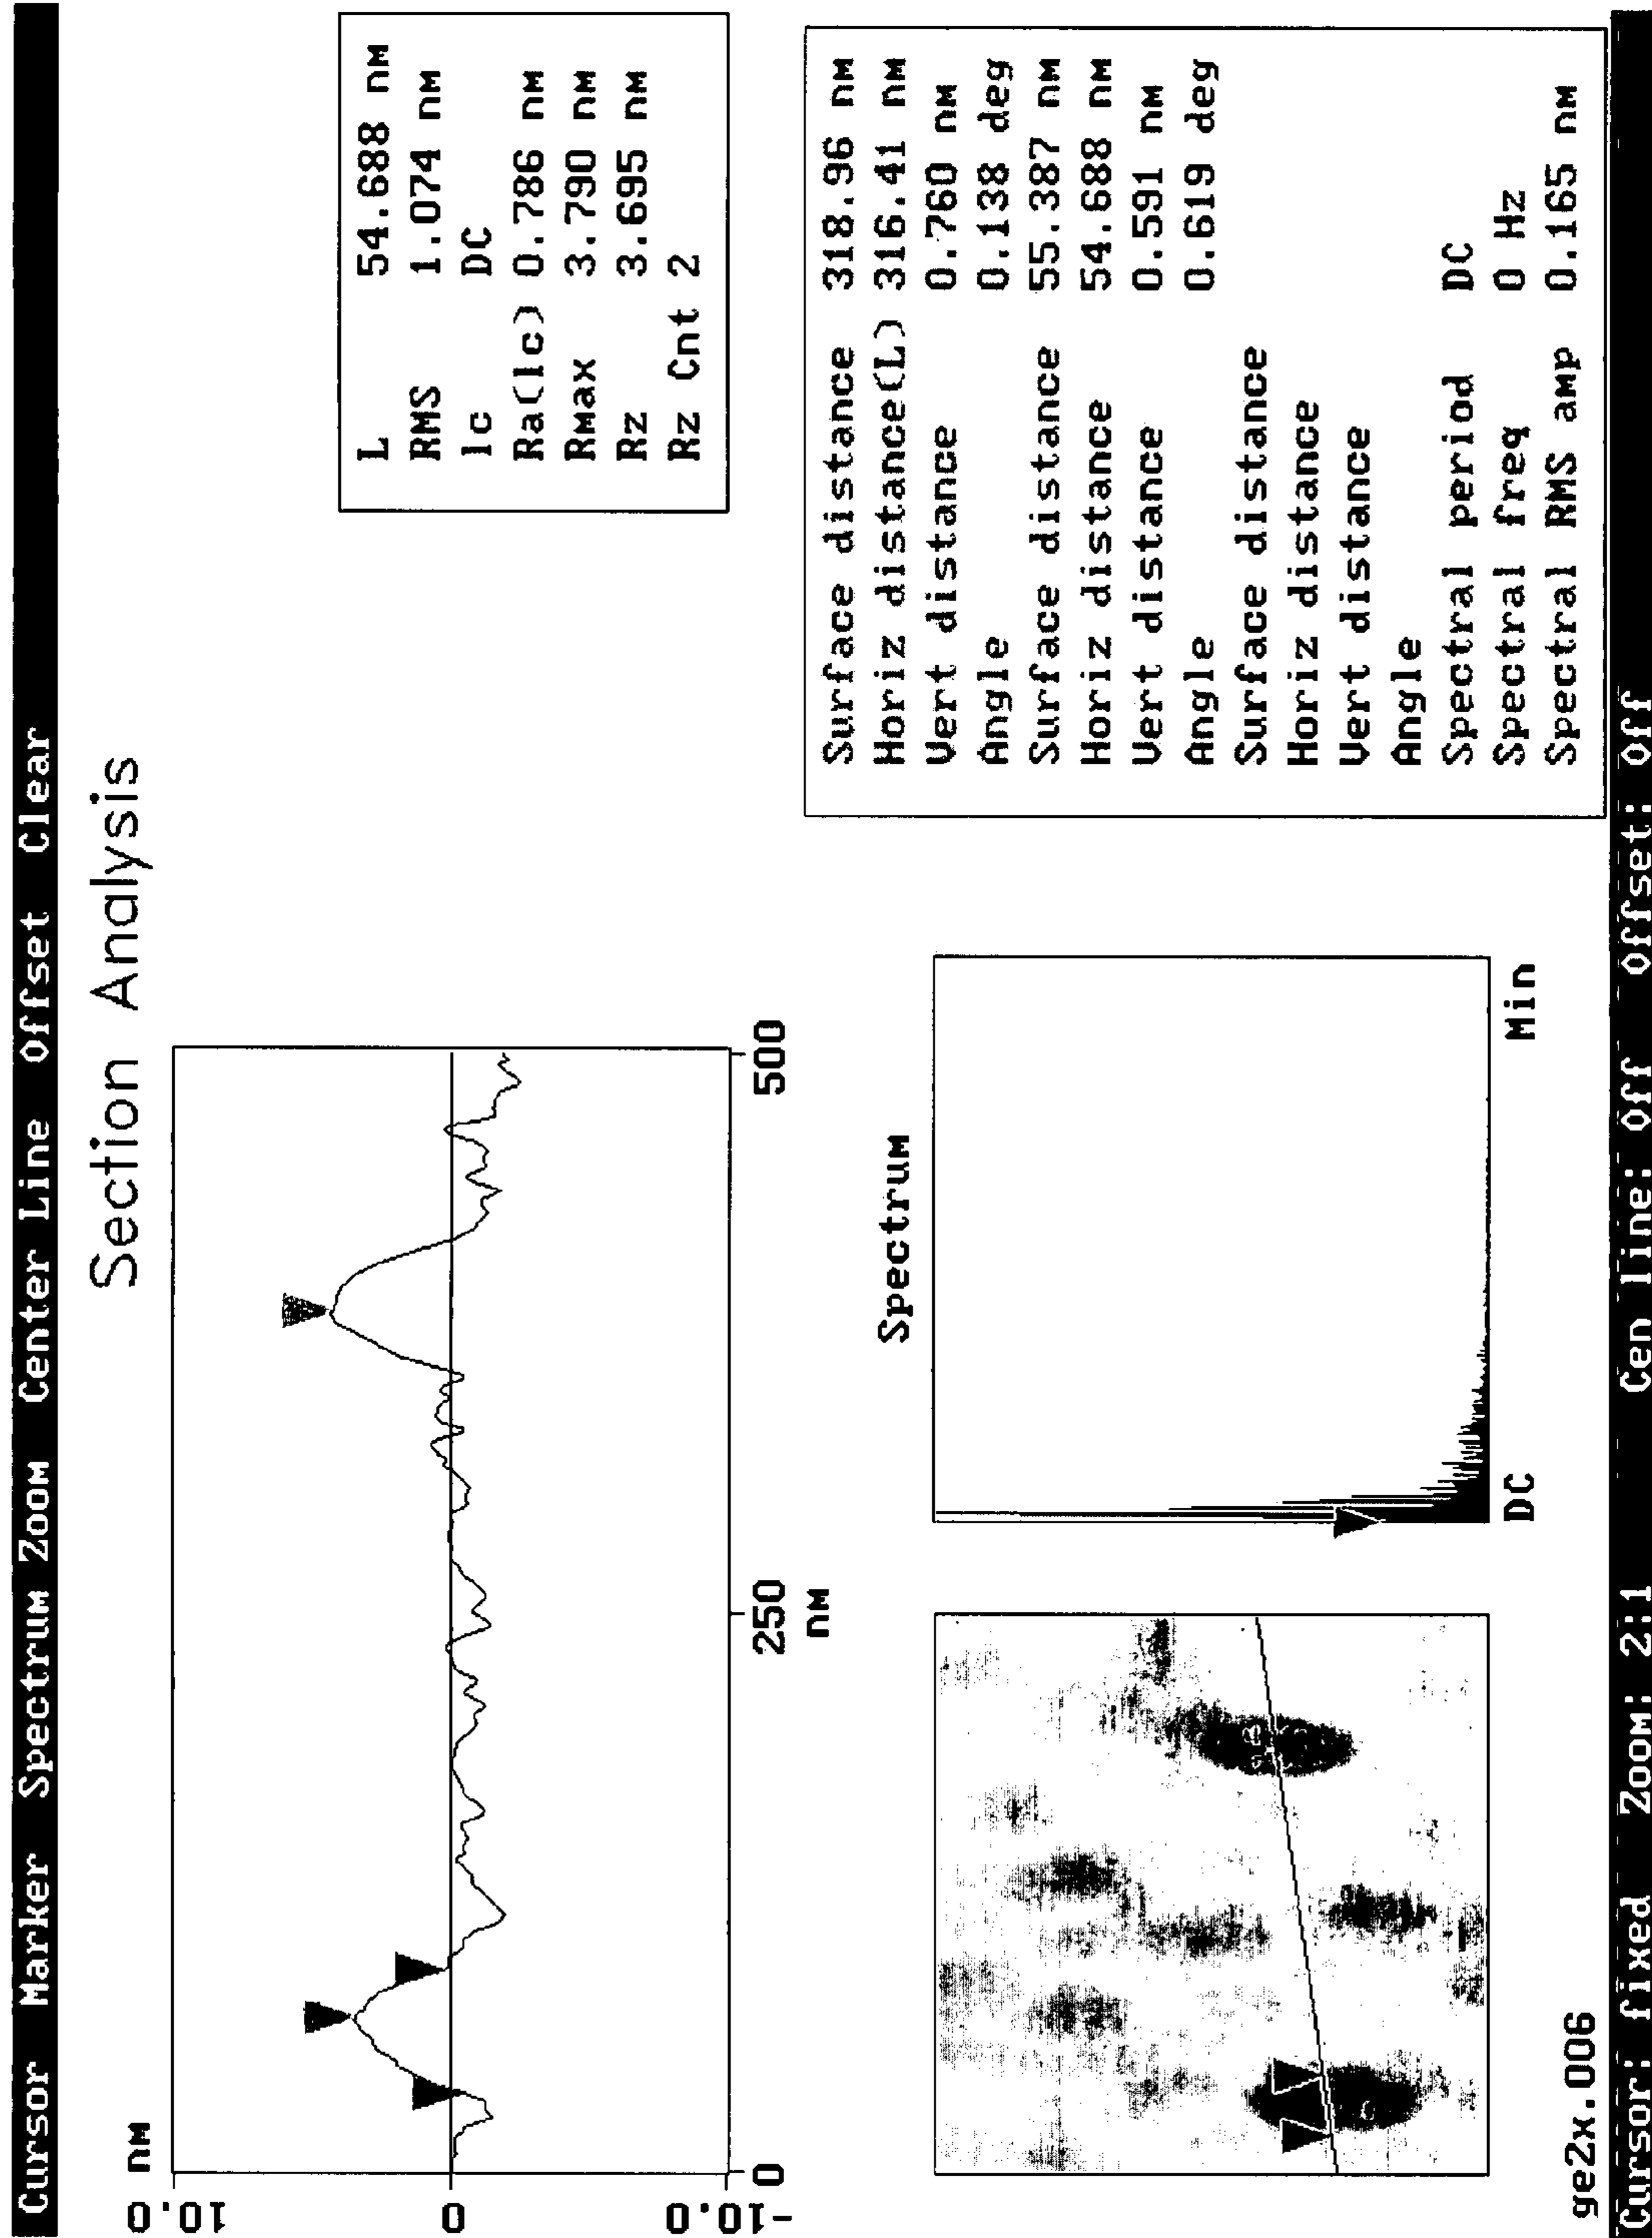 Cursor Marker Spectrum Zoom Center Line Offset Clear
Section Analysis
nM
10.0
0
-10.0
0
250
500
nM
L 54.688 nM
RMS 1.074 nM
lc DC
Ra(lc) 0.786 nM
RMax 3.790 nM
Rz 3.695 nM
Rz Cnt 2
Spectrum
DC
Min
Surface distance 318.96 nM
Horiz distance(L) 316.41 nM
Vert distance 0.760 nM
Angle 0.138 deg
Surface distance 55.387 nM
Horiz distance 54.688 nM
Vert distance 0.591 nM
Angle 0.619 deg
Surface distance
Horiz distance
Vert distance
Angle
Spectral period DC
Spectral freq 0 Hz
Spectral RMS aMp 0.165 nM
ge2x.006
Cursor: fixed Zoom: 2:1 Cen line: Off Offset: Off